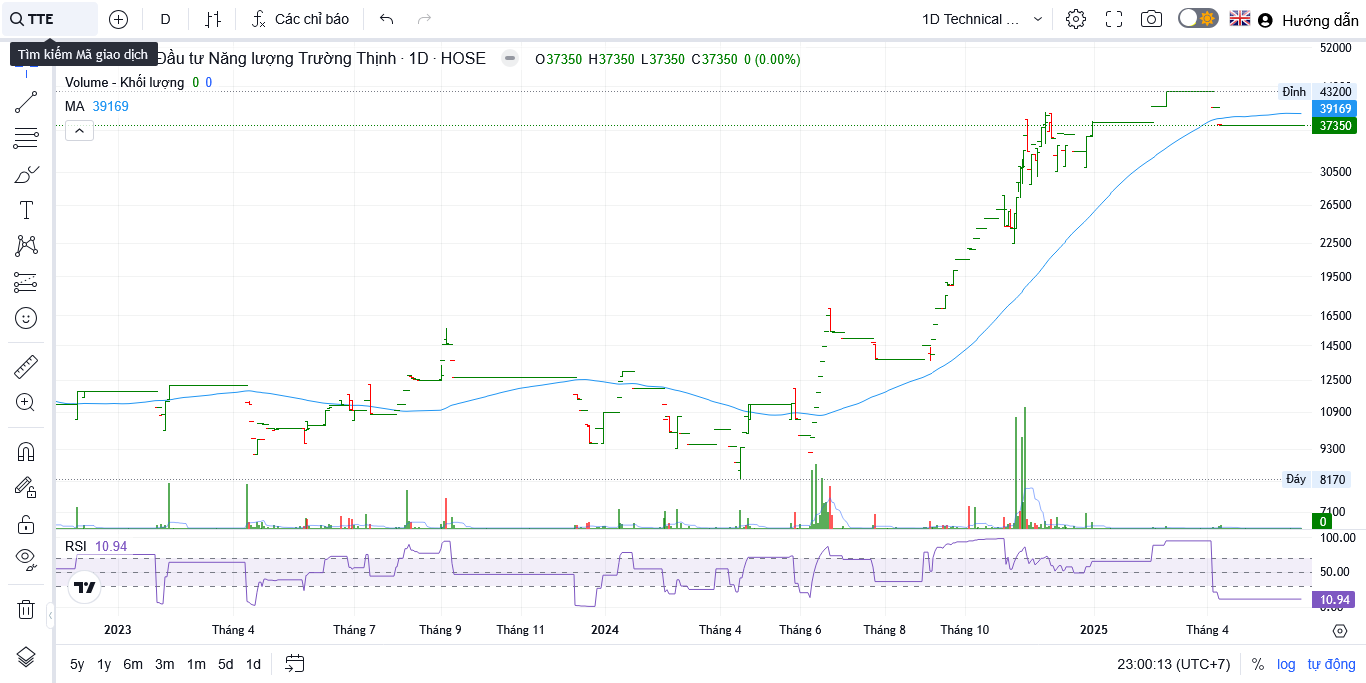 TTE
D
Các chỉ báo
1D Technical ...
Hướng dẫn
Tìm kiếm Mã giao dịch
Đầu tư Năng lượng Trường Thịnh · 1D · HOSE
O37350 H37350 L37350 C37350 0 (0.00%)
Volume - Khối lượng 0 0
MA 39169
52000
Đỉnh 43200
39169
37350
30500
26500
22500
19500
16500
14500
12500
10900
9300
Đáy 8170
7100
0
RSI 10.94
100.00
50.00
10.94
0.00
2023 Tháng 4 Tháng 7 Tháng 9 Tháng 11 2024 Tháng 4 Tháng 6 Tháng 8 Tháng 10 2025 Tháng 4
5y 1y 6m 3m 1m 5d 1d
23:00:13 (UTC+7) % log tự động